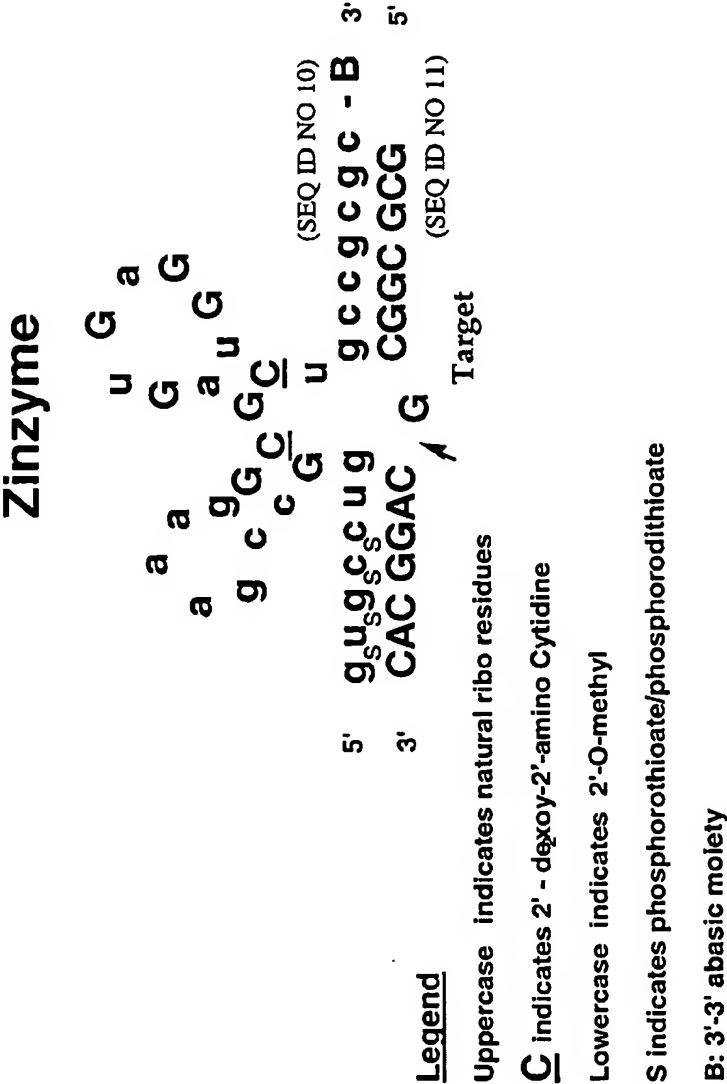 Zinzyme
u G a
a a G G
a g a u G
g c G C G C
c G u
(SEQ ID NO 10)
5' gsusgscscug gccgcgc - B 3'
3' CAC GGAC G CGGC GCG 5'
(SEQ ID NO 11)
Target
Legend
Uppercase indicates natural ribo residues
C indicates 2' - dexoy-2'-amino Cytidine
Lowercase indicates 2'-O-methyl
S indicates phosphorothioate/phosphorodithioate
B: 3'-3' abasic moiety